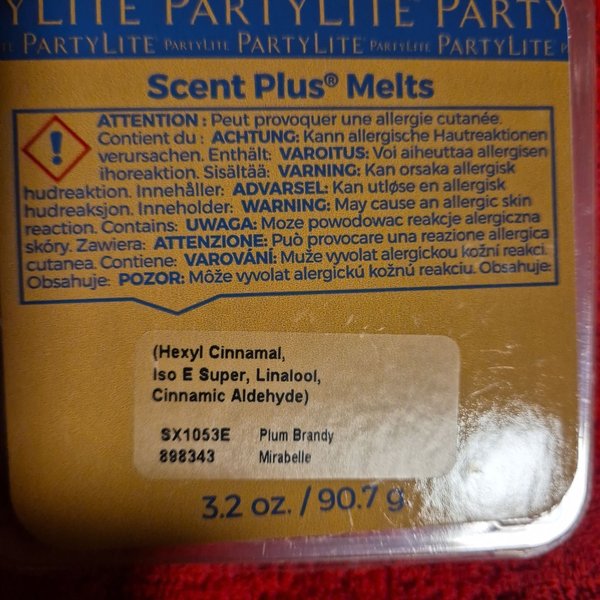 YLITE PARTYLITE PARTY
TE PARTYLITE PARTYLITE PARTYLITE PARTYLITE PARTYLITE P
Scent Plus® Melts
ATTENTION : Peut provoquer une allergie cutanée.
Contient du : ACHTUNG: Kann allergische Hautreaktionen
verursachen. Enthält: VAROITUS: Voi aiheuttaa allergisen
ihoreaktion. Sisältää: VARNING: Kan orsaka allergisk
hudreaktion. Innehåller: ADVARSEL: Kan utløse en allergisk
hudreaksjon. Inneholder: WARNING: May cause an allergic skin
reaction. Contains: UWAGA: Moze powodowac reakcje alergiczna
skóry. Zawiera: ATTENZIONE: Può provocare una reazione allergica
cutanea. Contiene: VAROVÁNÍ: Muže vyvolat alergickou kožní reakci.
Obsahuje: POZOR: Môže vyvolat alergickú kožnú reakciu. Obsahuje:
(Hexyl Cinnamal,
Iso E Super, Linalool,
Cinnamic Aldehyde)
SX1053E Plum Brandy
898343 Mirabelle
3.2 oz. / 90.7 g